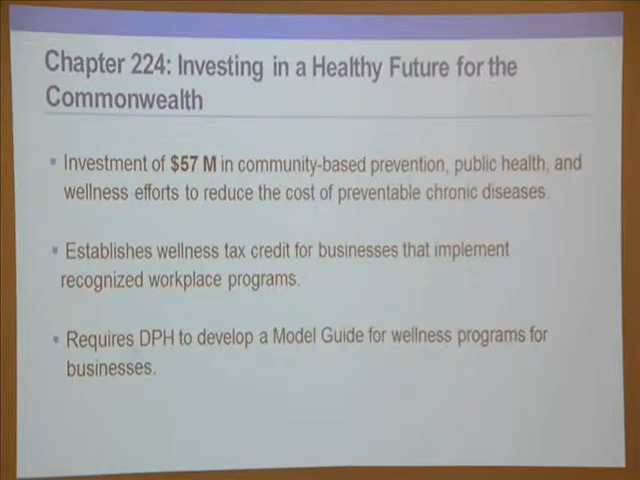 Chapter 224: Investing in a Healthy Future for the
Commonwealth
▪ Investment of $57 M in community-based prevention, public health, and
wellness efforts to reduce the cost of preventable chronic diseases.
▪ Establishes wellness tax credit for businesses that implement
recognized workplace programs.
▪ Requires DPH to develop a Model Guide for wellness programs for
businesses.